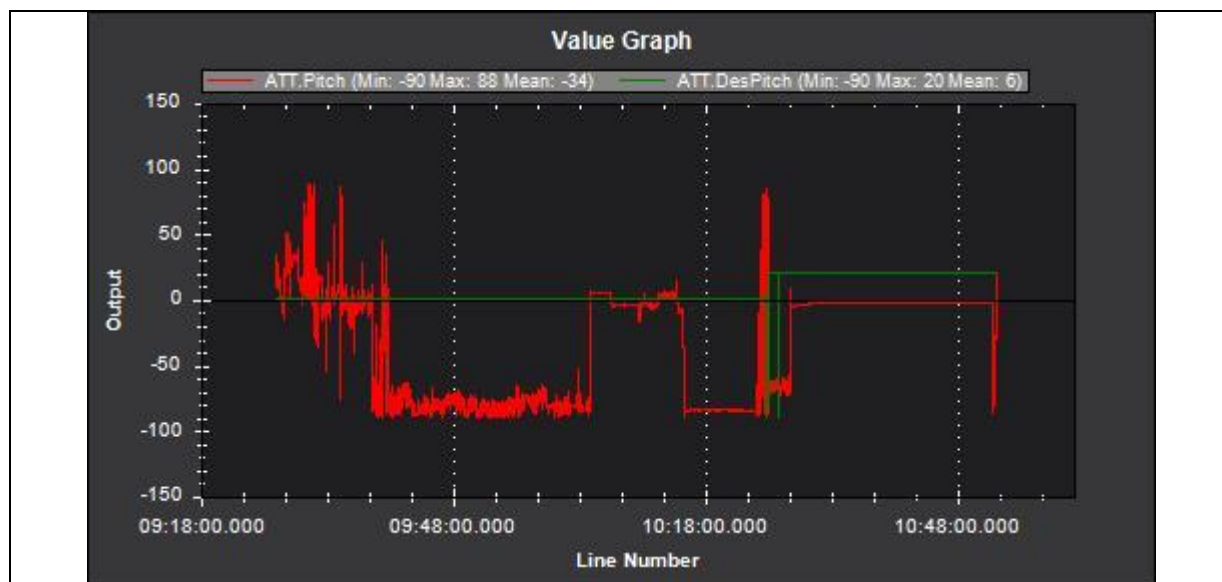 Value Graph
ATT.Pitch (Min: -90 Max: 88 Mean: -34) ATT.DesPitch (Min: -90 Max: 20 Mean: 6)
150
100
50
0
-50
-100
-150
Output
09:18:00.000 09:48:00.000 10:18:00.000 10:48:00.000
Line Number